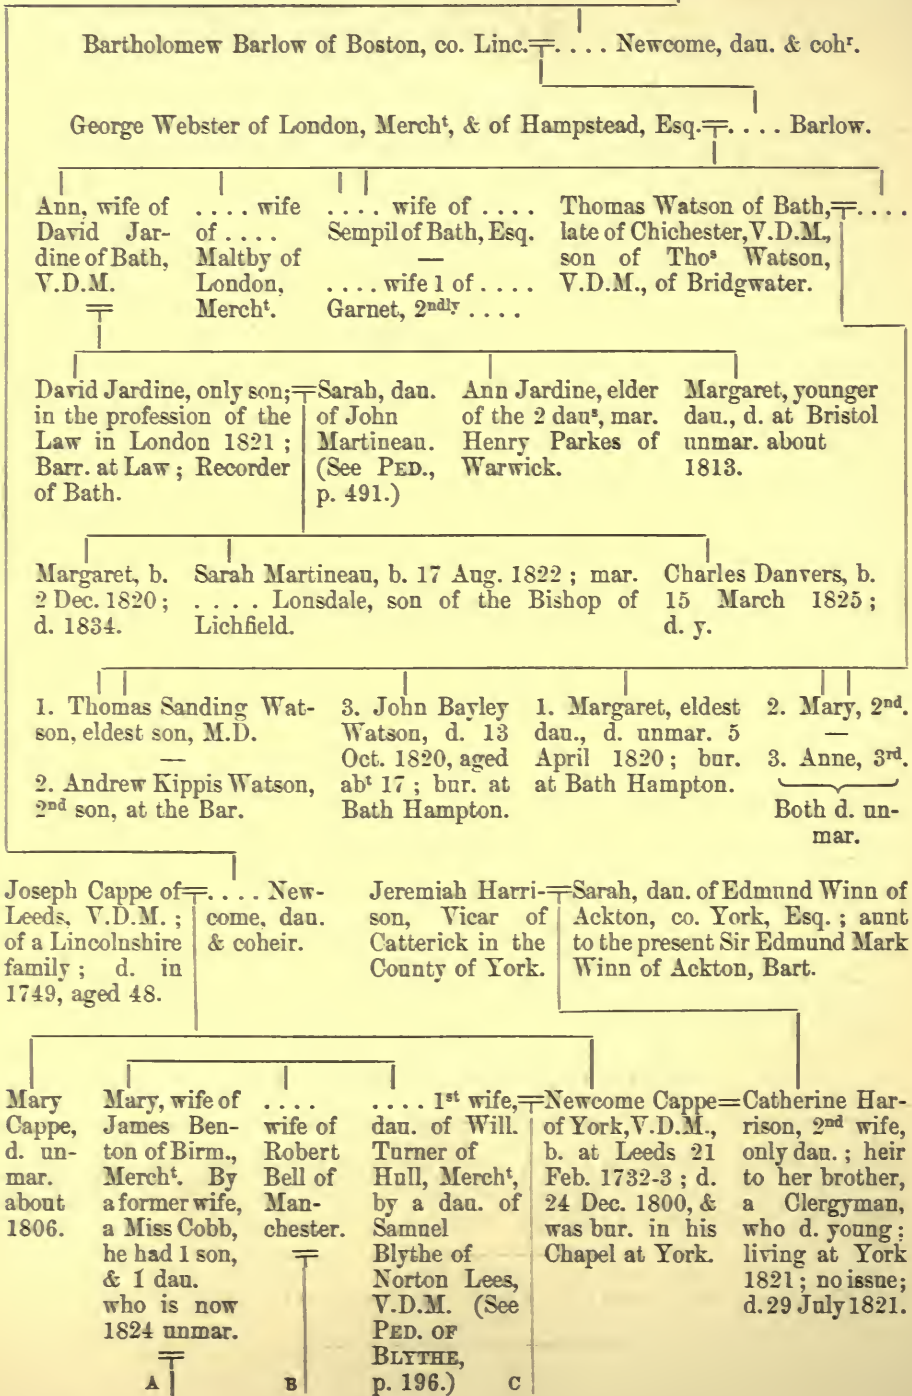 Bartholomew Barlow of Boston, co. Linc.=. . . . Newcome, dau. & cohʳ.
George Webster of London, Merchᵗ, & of Hampstead, Esq.=. . . . Barlow.
Ann, wife of
David Jar-
dine of Bath,
V.D.M.
. . . . wife
of . . . .
Maltby of
London,
Merchᵗ.
. . . . wife of . . . .
Sempil of Bath, Esq.
—
. . . . wife 1 of . . . .
Garnet, 2ⁿᵈˡʸ . . . .
Thomas Watson of Bath,=. . . .
late of Chichester, V.D.M.,
son of Thoˢ Watson,
V.D.M., of Bridgwater.
David Jardine, only son;=
in the profession of the
Law in London 1821 ;
Barr. at Law ; Recorder
of Bath.
Sarah, dau.
of John
Martineau.
(See PED.,
p. 491.)
Ann Jardine, elder
of the 2 dauˢ, mar.
Henry Parkes of
Warwick.
Margaret, younger
dau., d. at Bristol
unmar. about
1813.
Margaret, b.
2 Dec. 1820 ;
d. 1834.
Sarah Martineau, b. 17 Aug. 1822 ; mar.
. . . . Lonsdale, son of the Bishop of
Lichfield.
Charles Danvers, b.
15 March 1825 ;
d. y.
1. Thomas Sanding Wat-
son, eldest son, M.D.
—
2. Andrew Kippis Watson,
2ⁿᵈ son, at the Bar.
3. John Bayley
Watson, d. 13
Oct. 1820, aged
abᵗ 17 ; bur. at
Bath Hampton.
1. Margaret, eldest
dau., d. unmar. 5
April 1820 ; bur.
at Bath Hampton.
2. Mary, 2ⁿᵈ.
—
3. Anne, 3ʳᵈ.
Both d. un-
mar.
Joseph Cappe of=
Leeds, V.D.M. ;
of a Lincolnshire
family ; d. in
1749, aged 48.
. . . . New-
come, dau.
& coheir.
Jeremiah Harri-=
son, Vicar of
Catterick in the
County of York.
Sarah, dau. of Edmund Winn of
Ackton, co. York, Esq. ; aunt
to the present Sir Edmund Mark
Winn of Ackton, Bart.
Mary
Cappe,
d. un-
mar.
about
1806.
Mary, wife of
James Ben-
ton of Birm.,
Merchᵗ. By
a former wife,
a Miss Cobb,
he had 1 son,
& 1 dau.
who is now
1824 unmar.
A
. . . .
wife of
Robert
Bell of
Man-
chester.
B
. . . . 1ˢᵗ wife,=
dau. of Will.
Turner of
Hull, Merchᵗ,
by a dau. of
Samuel
Blythe of
Norton Lees,
V.D.M. (See
PED. OF
BLYTHE,
p. 196.)
C
Newcome Cappe=
of York, V.D.M.,
b. at Leeds 21
Feb. 1732-3 ; d.
24 Dec. 1800, &
was bur. in his
Chapel at York.
Catherine Har-
rison, 2ⁿᵈ wife,
only dau. ; heir
to her brother,
a Clergyman,
who d. young ;
living at York
1821 ; no issue;
d. 29 July 1821.